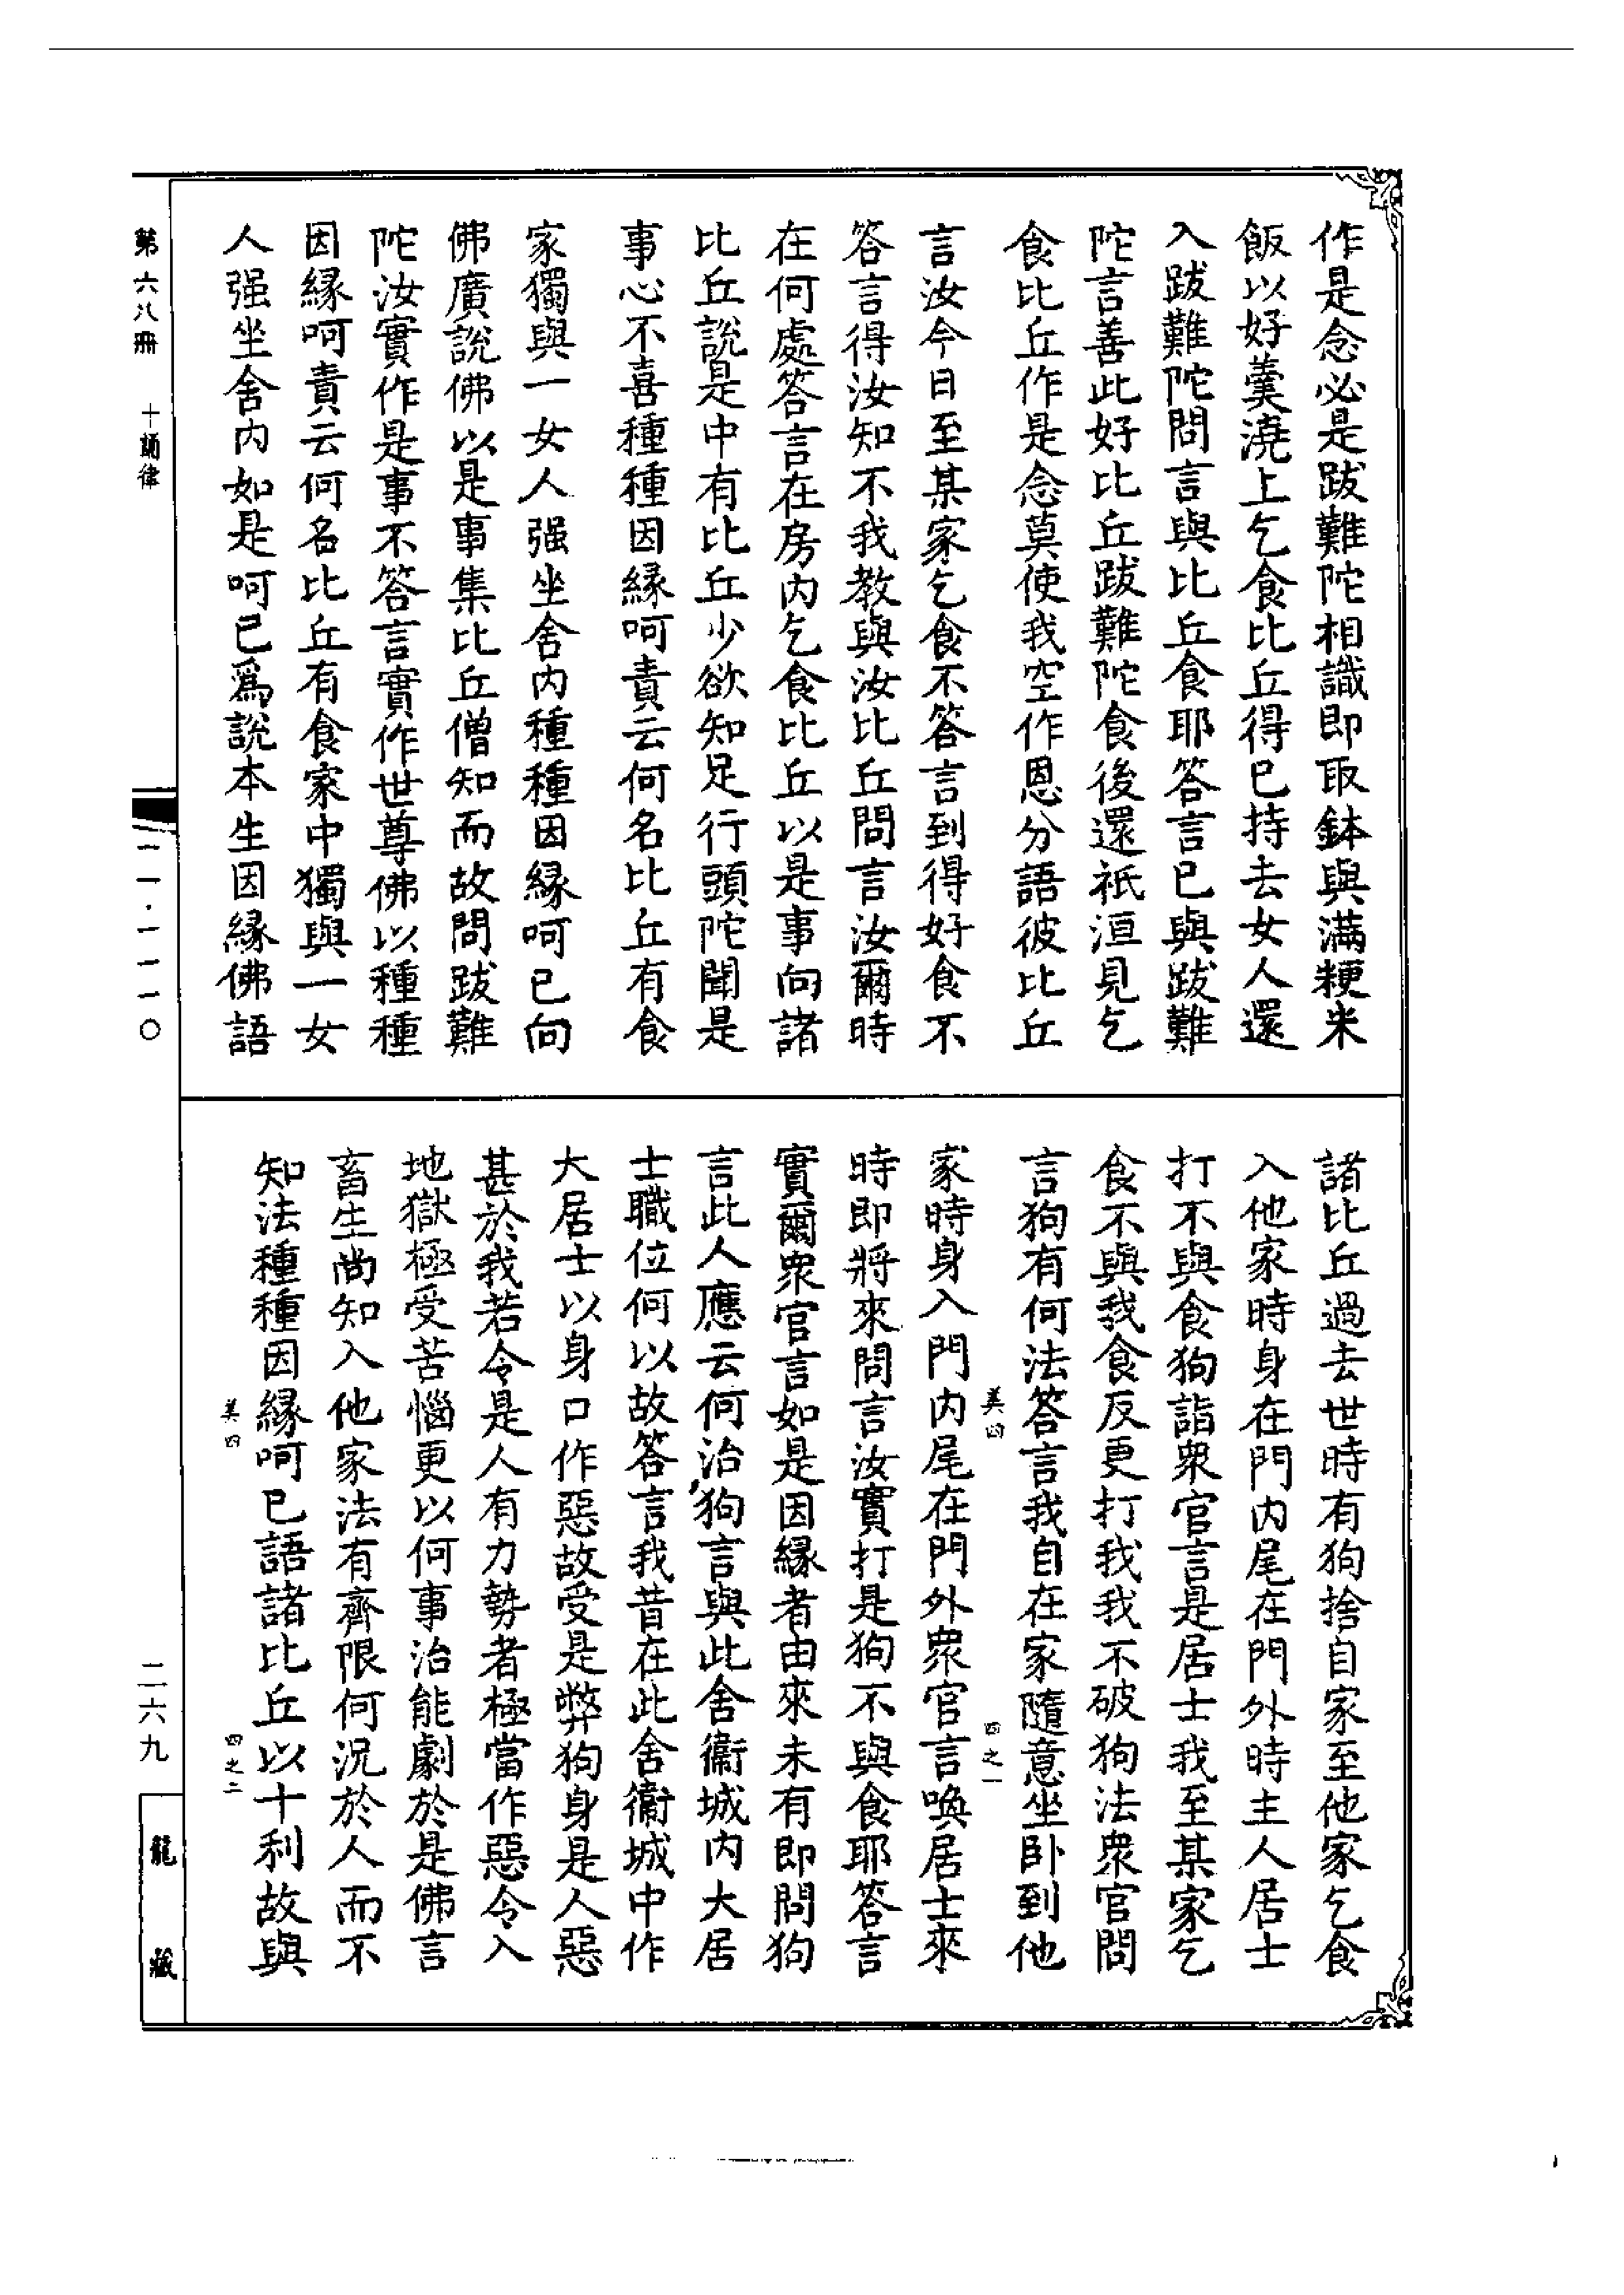 作是念必是跋難陀相識即取鉢與滿粳米
飯以好羹澆上乞食比丘得已持去女人還
入跋難陀問言與比丘食耶答言已與跋難
陀言善此好比丘跋難陀食後還祇洹見乞
食比丘作是念莫使我空作恩分語彼比丘
言汝今日至某家乞食不答言到得好食不
答言得汝知不我教與汝比丘問言汝爾時
在何處答言在房內乞食比丘以是事向諸
比丘說是中有比丘少欲知足行頭陀聞是
事心不喜種種因緣呵責云何名比丘有食
家獨與一女人强坐舍內種種因緣呵已向
佛廣說佛以是事集比丘僧知而故問跋難
陀汝實作是事不答言實作世尊佛以種種
因緣呵責云何名比丘有食家中獨與一女
人强坐舍內如是呵已爲說本生因緣佛語
諸比丘過去世時有狗捨自家至他家乞食
入他家時身在門內尾在門外時主人居士
打不與食狗詣衆官言是居士我至某家乞
食不與我食反更打我我不破狗法衆官問
言狗有何法答言我自在家隨意坐卧到他
美四
四之一
家時身入門內尾在門外衆官言喚居士來
時即將來問言汝實打是狗不與食耶答言
實爾衆官言如是因緣者由來未有即問狗
言此人應云何治狗言與此舍衞城內大居
士職位何以故答言我昔在此舍衞城中作
大居士以身口作惡故受是弊狗身是人惡
甚於我若令是人有力勢者極當作惡令入
地獄極受苦惱更以何事治能劇於是佛言
畜生尚知入他家法有齊限何況於人而不
知法種種因緣呵已語諸比丘以十利故與
美四
四之二
第六八冊
十誦律
一一·一一一〇
二六九
龍藏